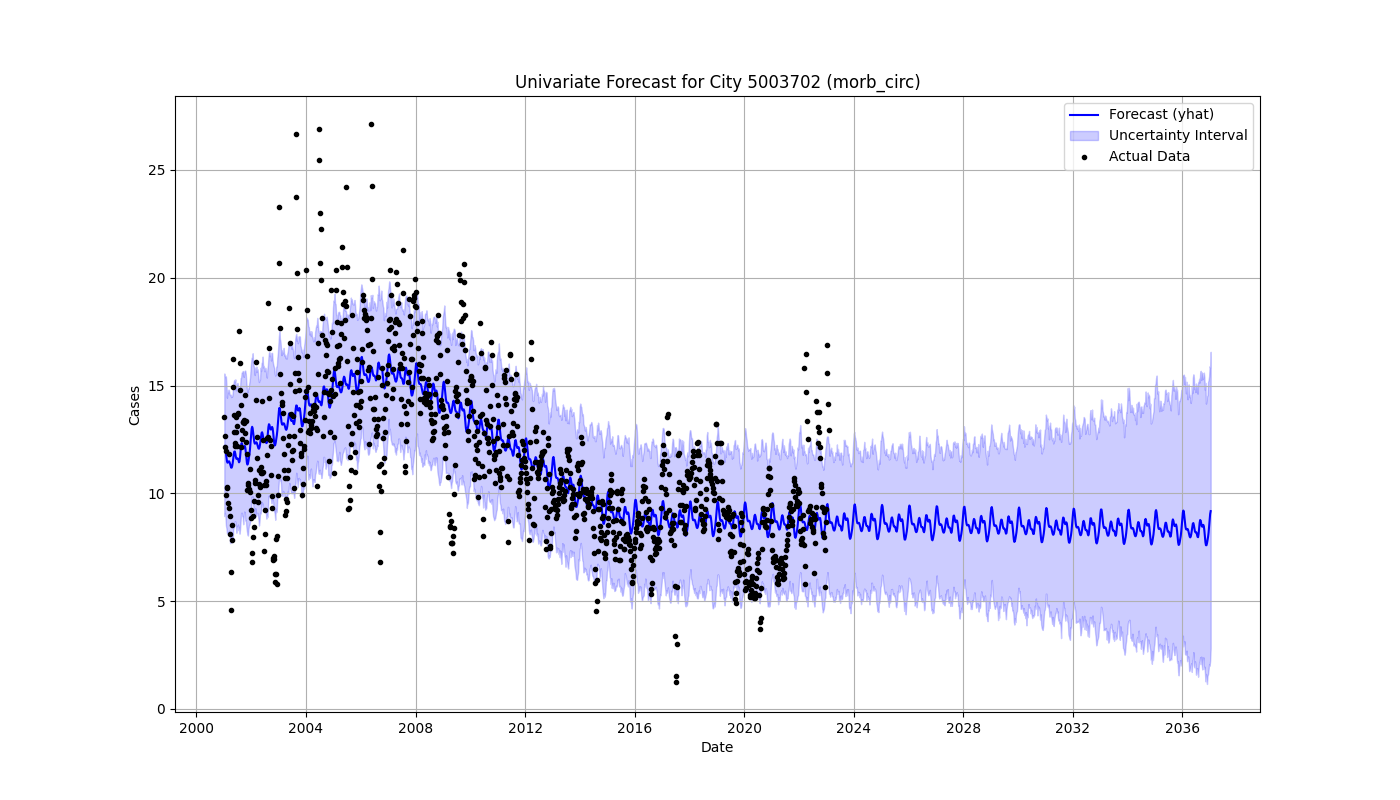 Univariate Forecast for City 5003702 (morb_circ)
Forecast (yhat)
Uncertainty Interval
Actual Data
Cases
25
20
15
10
5
0
2000 2004 2008 2012 2016 2020 2024 2028 2032 2036
Date